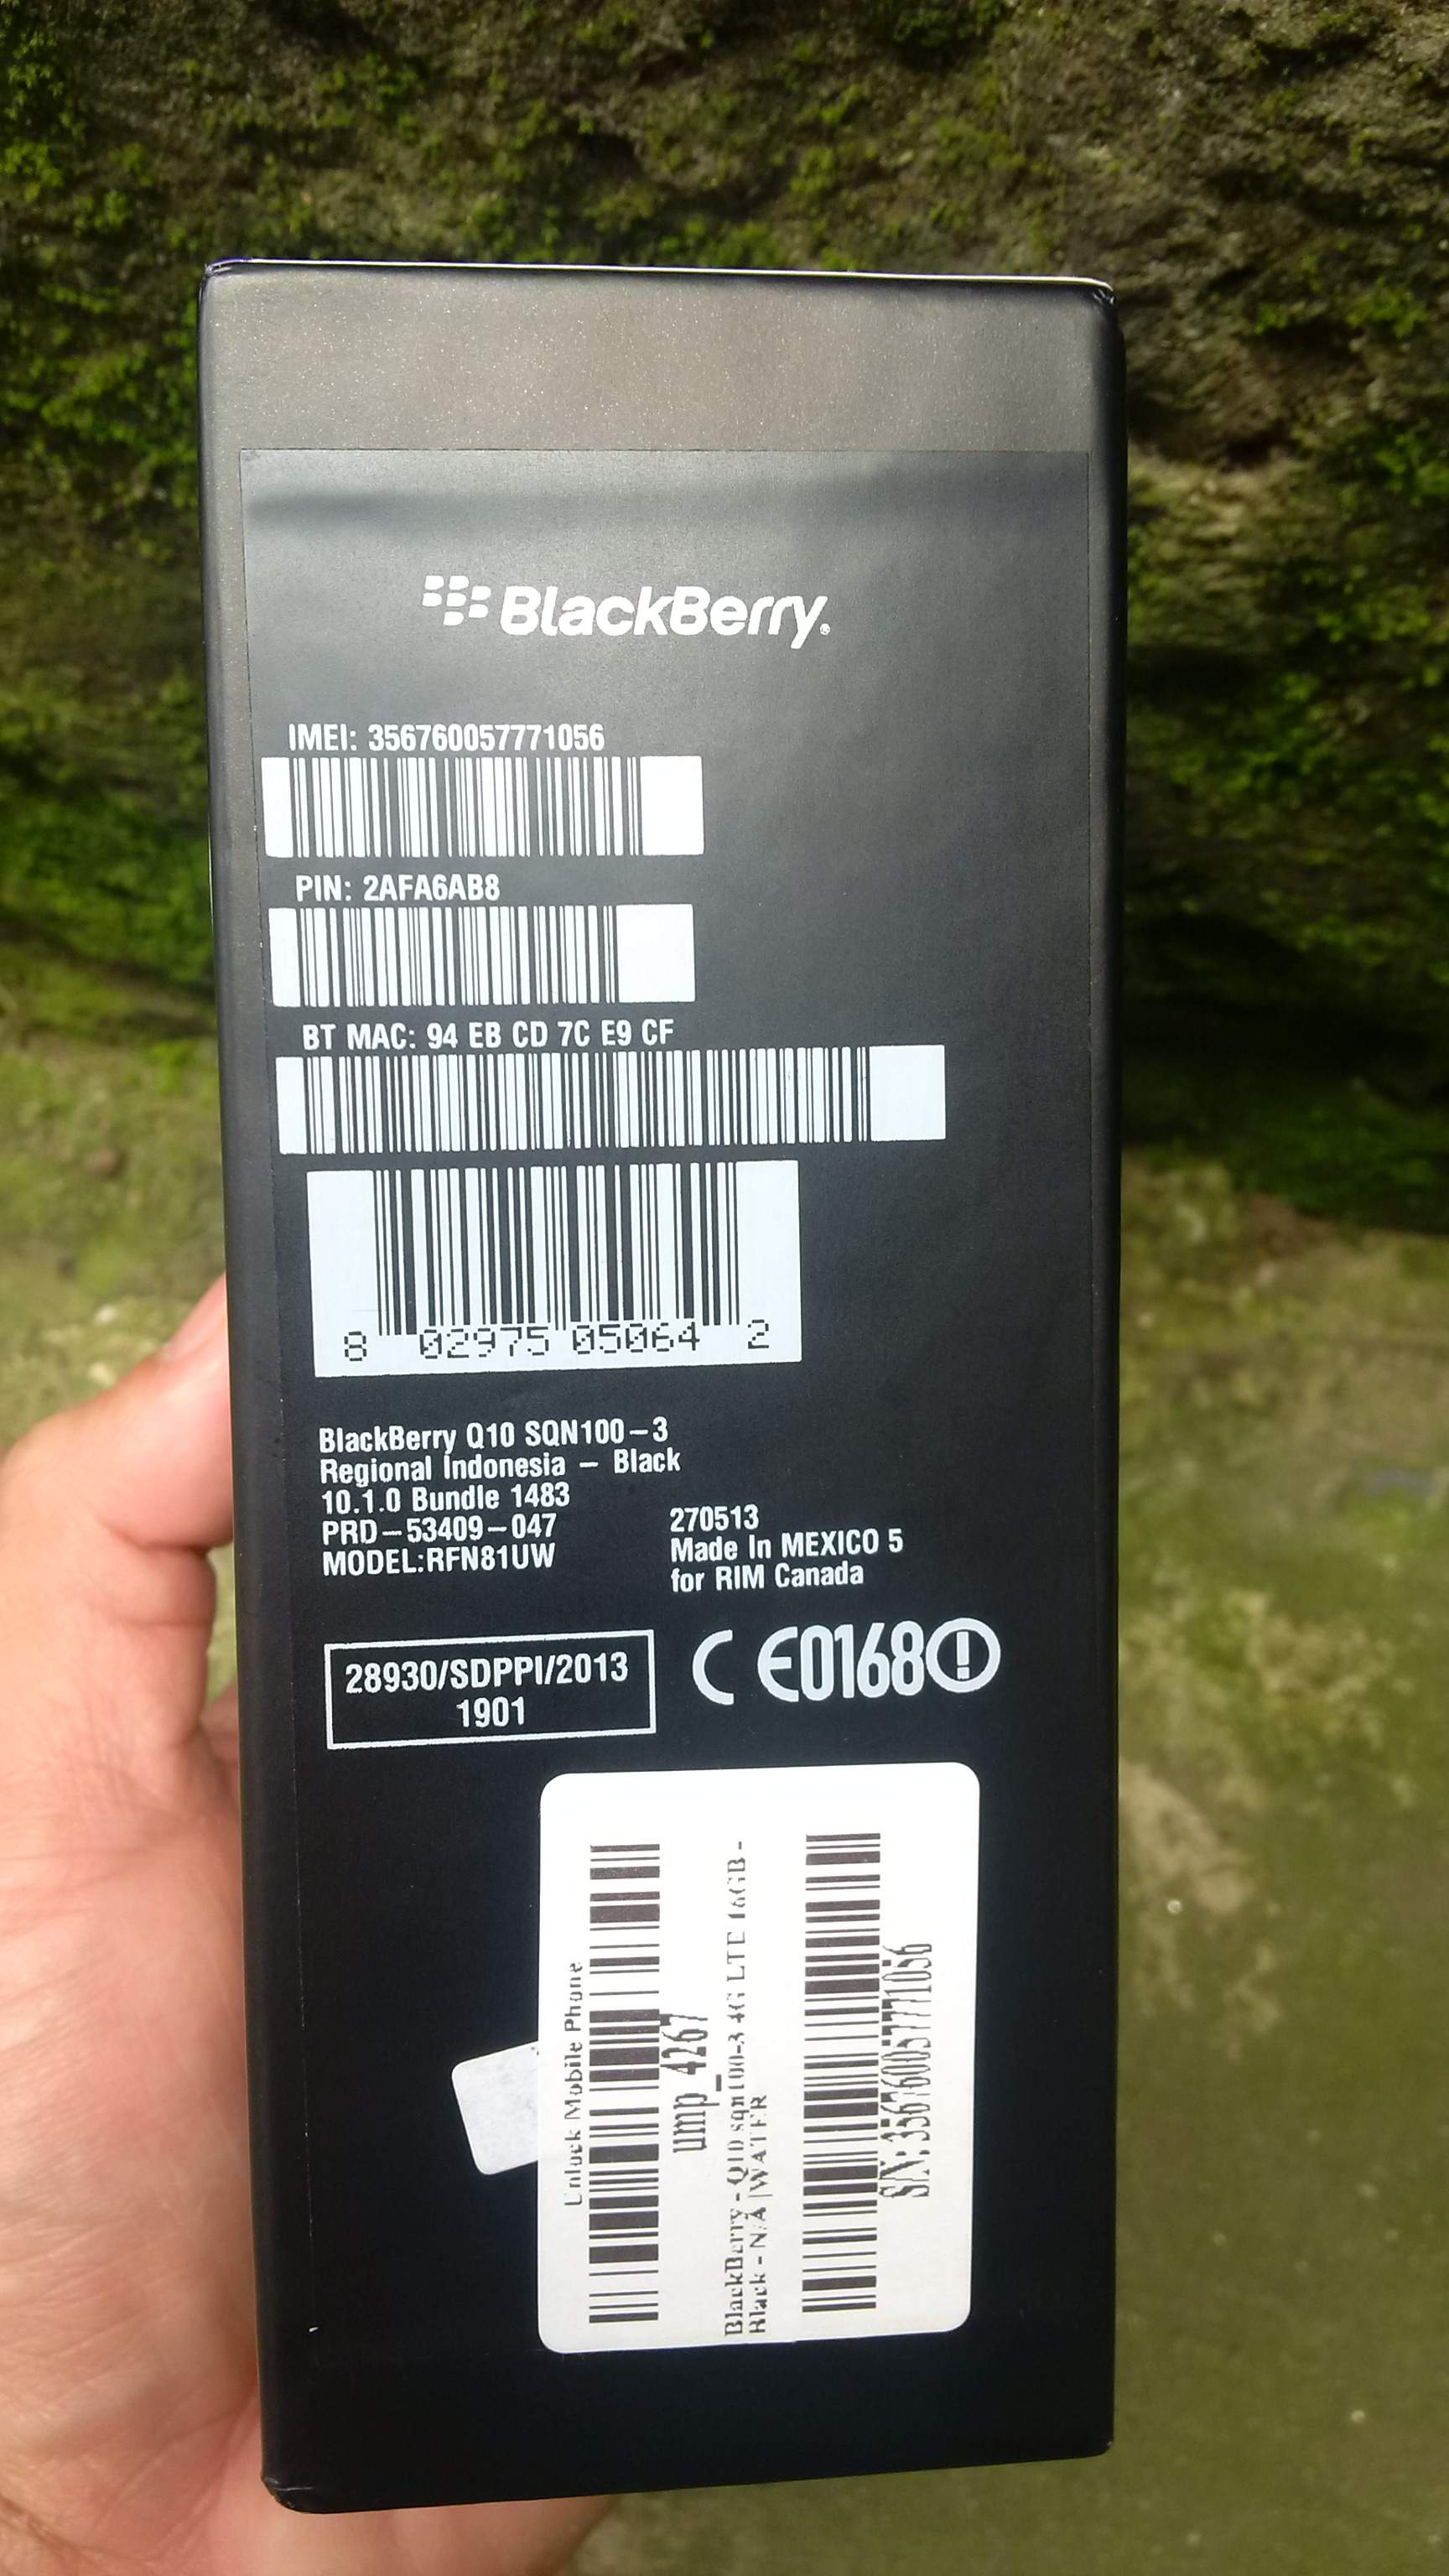 BlackBerry®
IMEI: 356760057771056
PIN: 2AFA6AB8
BT MAC: 94 EB CD 7C E9 CF
8 02975 05064 2
BlackBerry Q10 SQN100-3
Regional Indonesia - Black
10.1.0 Bundle 1483
PRD-53409-047
MODEL:RFN81UW
270513
Made In MEXICO 5
for RIM Canada
28930/SDPPI/2013
1901
CE0168
Unlock Mobile Phone
ump_4267
BlackBerry - Q10 sqn100-3 4G LTE 16GB -
Black - N/A |WATER
S/N:356760057771056